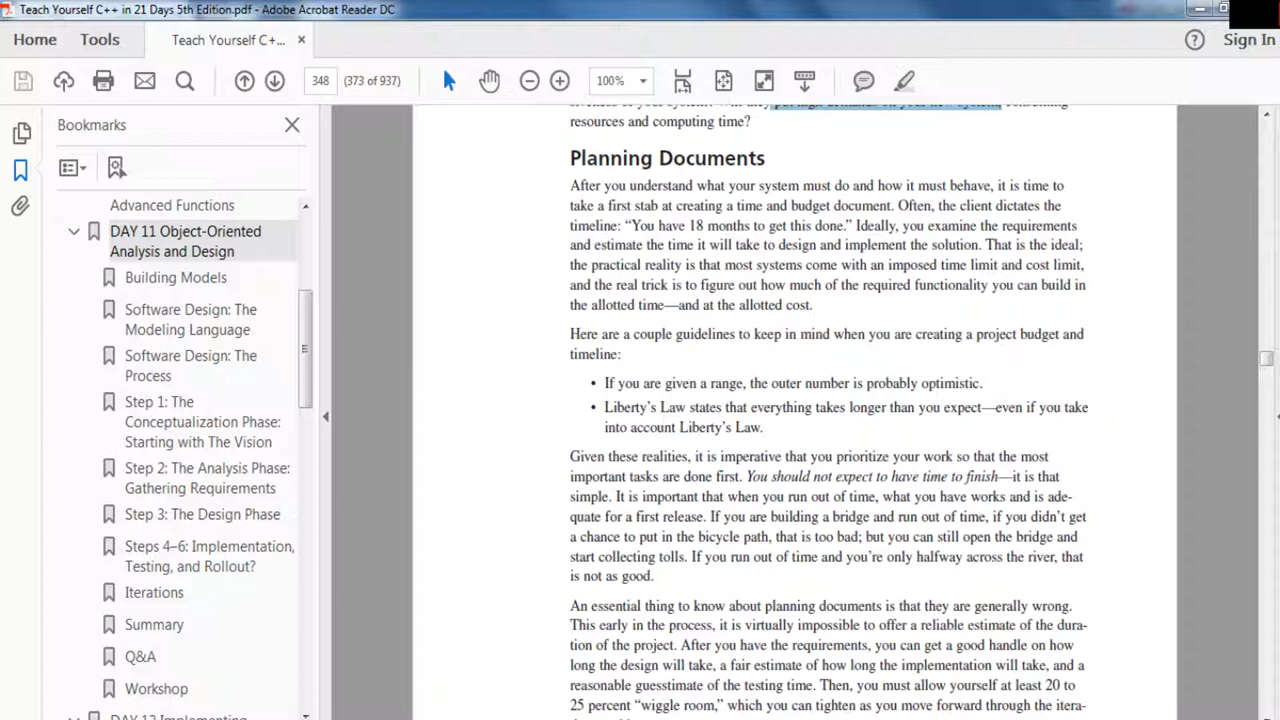 Teach Yourself C++ in 21 Days 5th Edition.pdf - Adobe Acrobat Reader DC
Home
Tools
Teach Yourself C+...
Sign In
348
(373 of 937)
100%
Bookmarks
Advanced Functions
DAY 11 Object-Oriented
Analysis and Design
Building Models
Software Design: The
Modeling Language
Software Design: The
Process
Step 1: The
Conceptualization Phase:
Starting with The Vision
Step 2: The Analysis Phase:
Gathering Requirements
Step 3: The Design Phase
Steps 4–6: Implementation,
Testing, and Rollout?
Iterations
Summary
Q&A
Workshop
DAY 12 Implementing
resources and computing time?
Planning Documents
After you understand what your system must do and how it must behave, it is time to
take a first stab at creating a time and budget document. Often, the client dictates the
timeline: “You have 18 months to get this done.” Ideally, you examine the requirements
and estimate the time it will take to design and implement the solution. That is the ideal;
the practical reality is that most systems come with an imposed time limit and cost limit,
and the real trick is to figure out how much of the required functionality you can build in
the allotted time—and at the allotted cost.
Here are a couple guidelines to keep in mind when you are creating a project budget and
timeline:
• If you are given a range, the outer number is probably optimistic.
• Liberty’s Law states that everything takes longer than you expect—even if you take
into account Liberty’s Law.
Given these realities, it is imperative that you prioritize your work so that the most
important tasks are done first. You should not expect to have time to finish—it is that
simple. It is important that when you run out of time, what you have works and is ade-
quate for a first release. If you are building a bridge and run out of time, if you didn’t get
a chance to put in the bicycle path, that is too bad; but you can still open the bridge and
start collecting tolls. If you run out of time and you’re only halfway across the river, that
is not as good.
An essential thing to know about planning documents is that they are generally wrong.
This early in the process, it is virtually impossible to offer a reliable estimate of the dura-
tion of the project. After you have the requirements, you can get a good handle on how
long the design will take, a fair estimate of how long the implementation will take, and a
reasonable guesstimate of the testing time. Then, you must allow yourself at least 20 to
25 percent “wiggle room,” which you can tighten as you move forward through the itera-